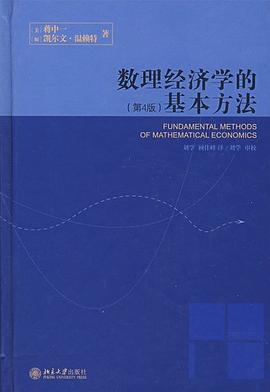 [美] 蒋中一
[加] 凯尔文·温赖特 著
数理经济学的
(第4版) 基本方法
FUNDAMENTAL METHODS
OF MATHEMATICAL ECONOMICS
刘学 顾佳峰 译/刘学 审校
北京大学出版社